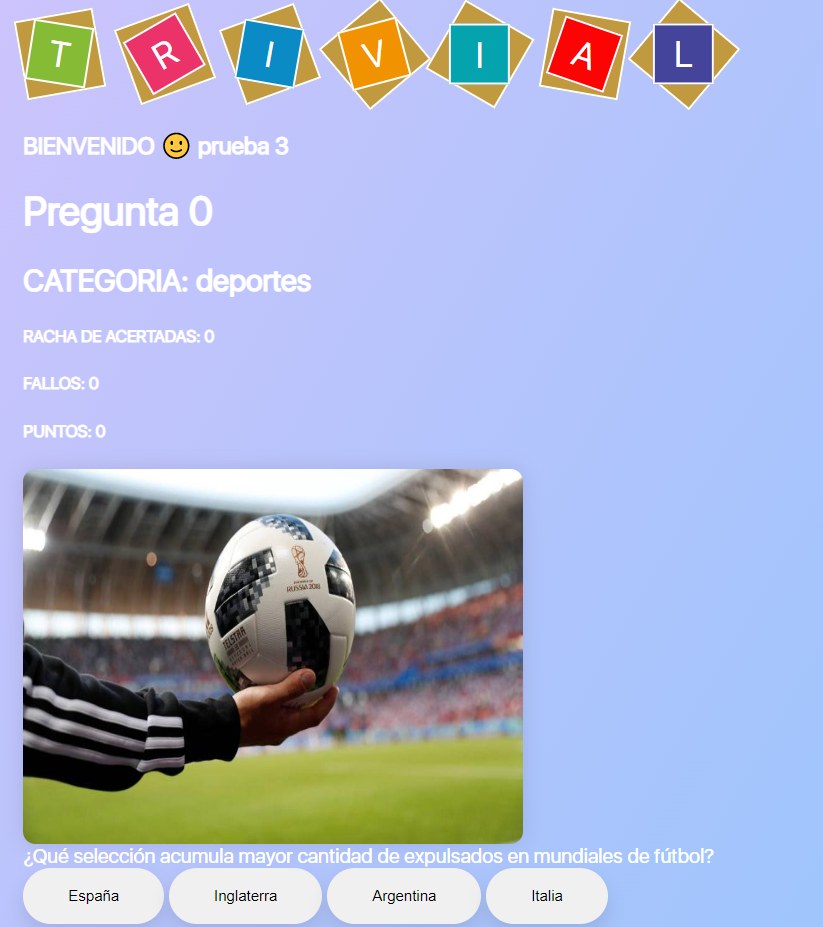 T R I V I A L
BIENVENIDO 🙂 prueba 3
Pregunta 0
CATEGORIA: deportes
RACHA DE ACERTADAS: 0
FALLOS: 0
PUNTOS: 0
RUSSIA 2018
TELSTAR
¿Qué selección acumula mayor cantidad de expulsados en mundiales de fútbol?
España Inglaterra Argentina Italia